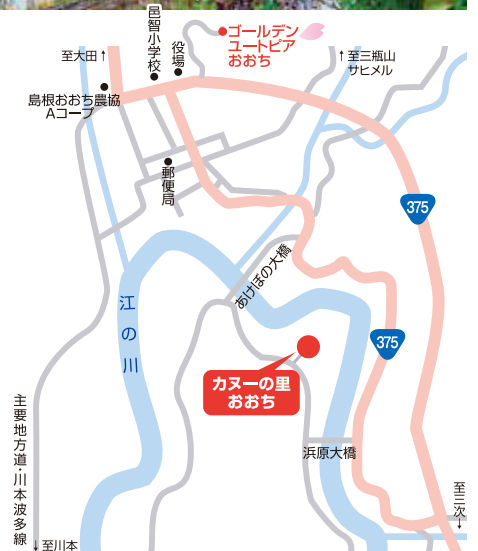 邑智小学校
役場
ゴールデン
ユートピア
おおち
至大田↑
↑至三瓶山
サヒメル
島根おおち農協
Aコープ
郵便局
375
あけぼの大橋
江の川
375
カヌーの里
おおち
主要地方道・川本波多線
浜原大橋
至三次↓
↓至川本